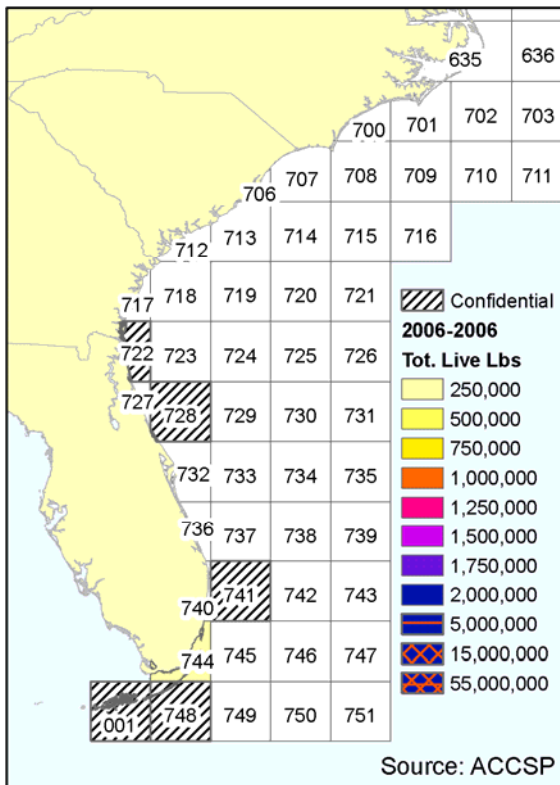 635 636
700 701 702 703
706 707 708 709 710 711
712 713 714 715 716
717 718 719 720 721
722 723 724 725 726
727 728 729 730 731
732 733 734 735
736 737 738 739
740 741 742 743
744 745 746 747
001 748 749 750 751
Confidential
2006-2006
Tot. Live Lbs
250,000
500,000
750,000
1,000,000
1,250,000
1,500,000
1,750,000
2,000,000
5,000,000
15,000,000
55,000,000
Source: ACCSP